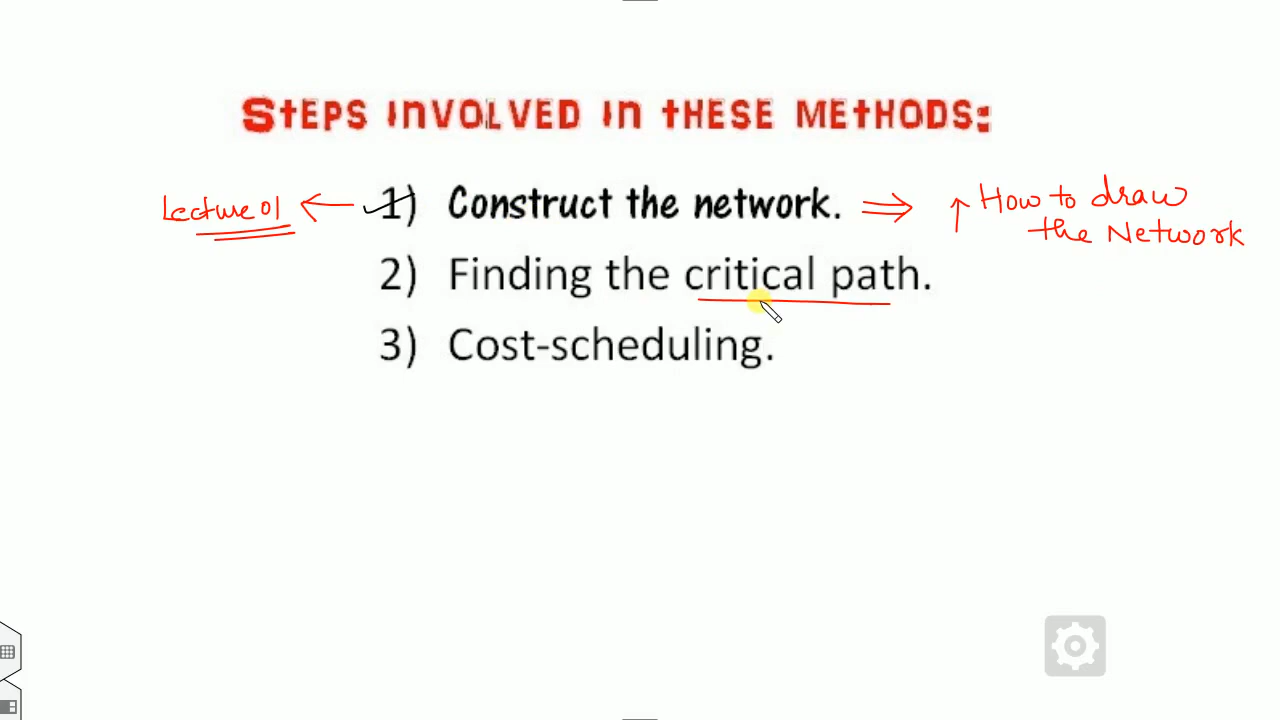 STEPS INVOLVED IN THESE METHODS:
Lecture 01 ← 1) Construct the network. ⇒ ↑ How to draw
the Network
2) Finding the critical path.
3) Cost-scheduling.